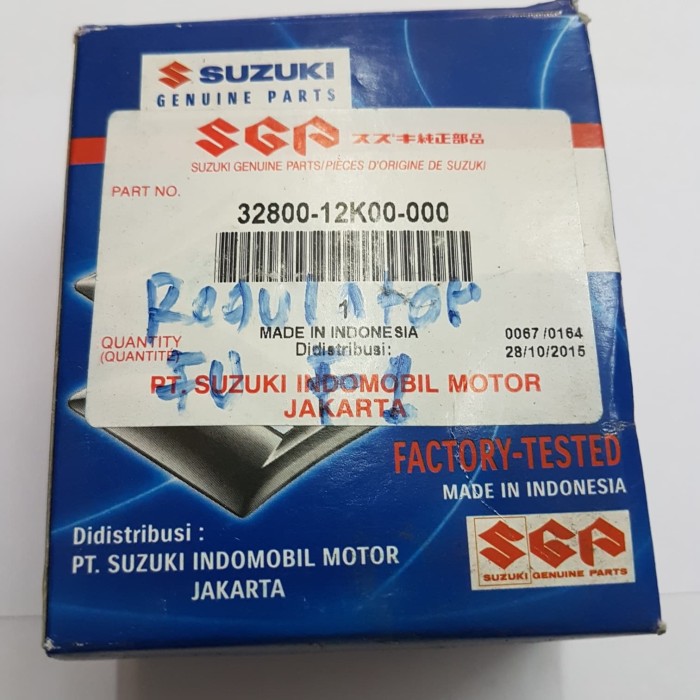 SUZUKI
GENUINE PARTS
SGP スズキ純正部品
SUZUKI GENUINE PARTS/PIÈCES D'ORIGINE DE SUZUKI
PART NO.
32800-12K00-000
Regulator
1
QUANTITY
(QUANTITÉ)
MADE IN INDONESIA
Didistribusi:
0067 /0164
28/10/2015
FU
PT. SUZUKI INDOMOBIL MOTOR
JAKARTA
FACTORY-TESTED
MADE IN INDONESIA
Didistribusi :
PT. SUZUKI INDOMOBIL MOTOR
JAKARTA
SGP
SUZUKI GENUINE PARTS